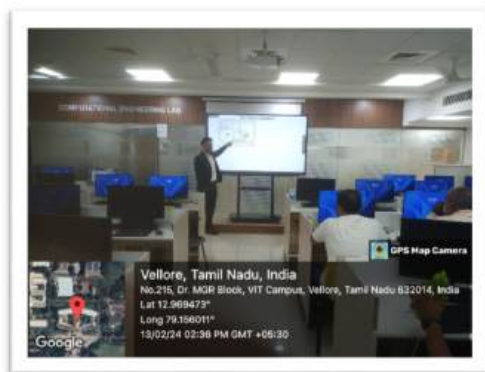 COMPUTATIONAL ENGINEERING LAB
GPS Map Camera
Vellore, Tamil Nadu, India
No.215, Dr. MGR Block, VIT Campus, Vellore, Tamil Nadu 632014, India
Lat 12.969473°
Long 79.156011°
13/02/24 02:36 PM GMT +05:30
Google